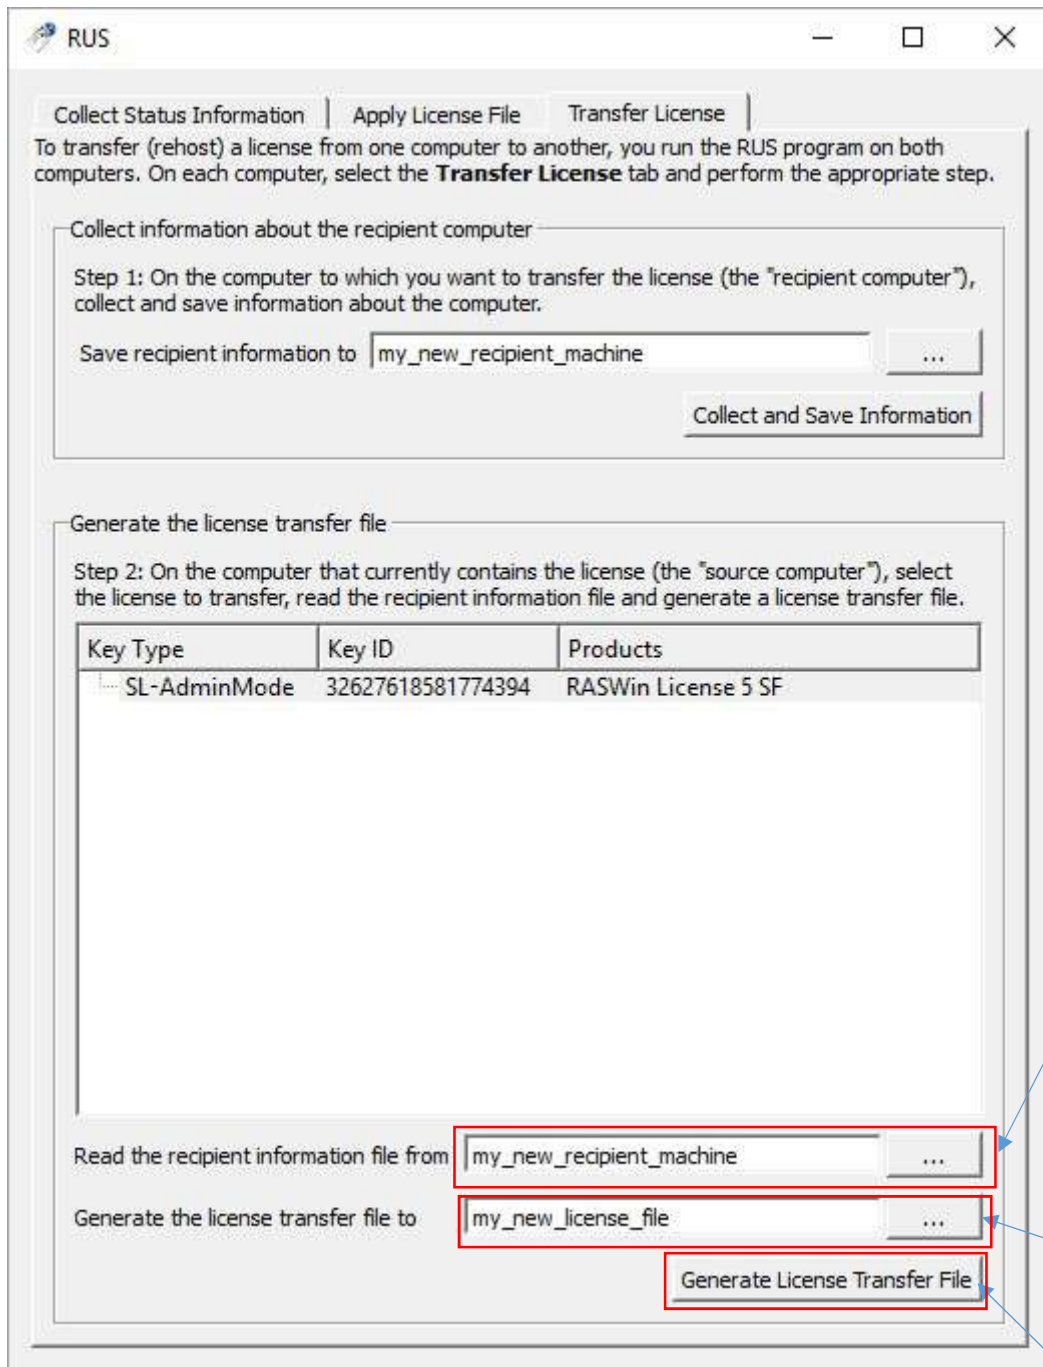 RUS
Collect Status Information
Apply License File
Transfer License
To transfer (rehost) a license from one computer to another, you run the RUS program on both
computers. On each computer, select the Transfer License tab and perform the appropriate step.
Collect information about the recipient computer
Step 1: On the computer to which you want to transfer the license (the "recipient computer"),
collect and save information about the computer.
Save recipient information to my_new_recipient_machine ...
Collect and Save Information
Generate the license transfer file
Step 2: On the computer that currently contains the license (the "source computer"), select
the license to transfer, read the recipient information file and generate a license transfer file.
Key Type Key ID Products
SL-AdminMode 32627618581774394 RASWin License 5 SF
Read the recipient information file from my_new_recipient_machine ...
Generate the license transfer file to my_new_license_file ...
Generate License Transfer File